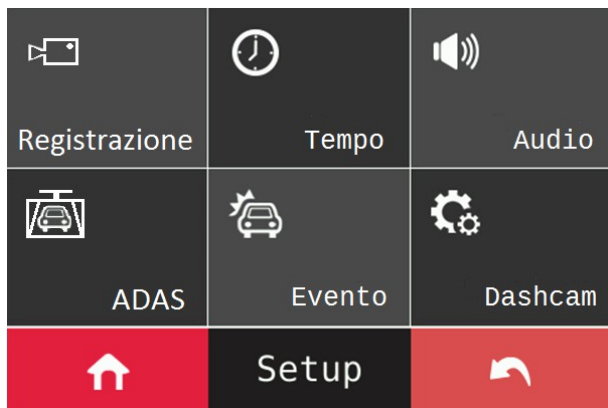 Registrazione
Tempo
Audio
ADAS
Evento
Dashcam
Setup